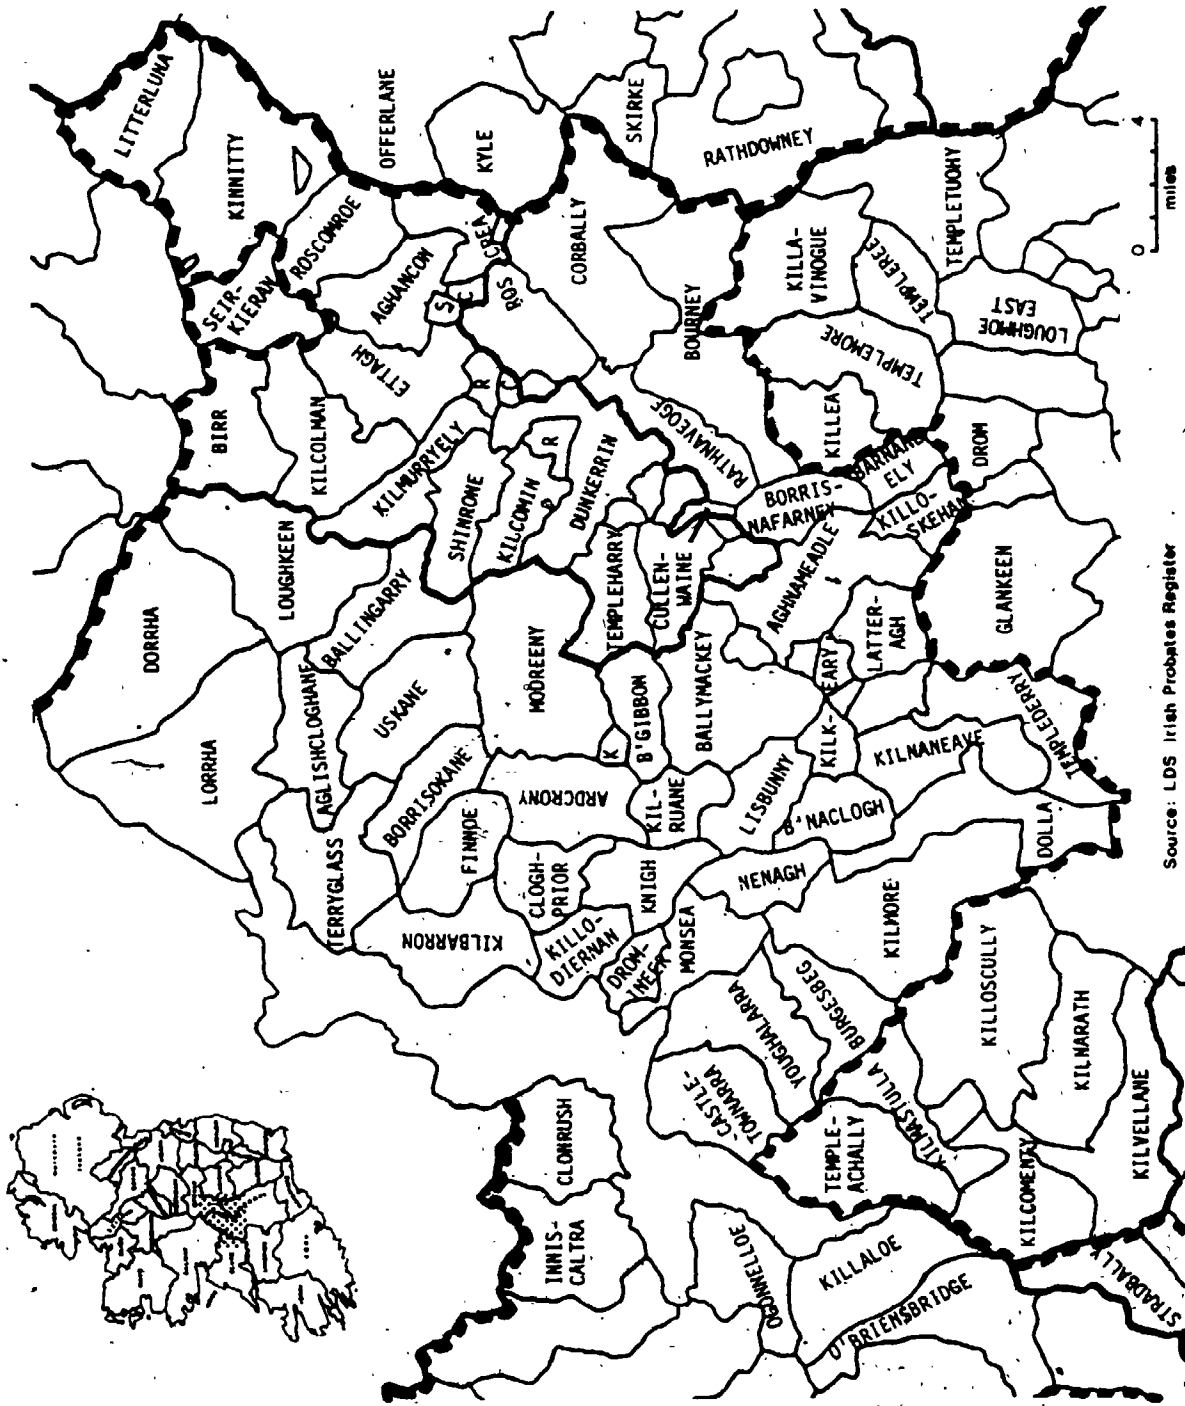 LITTERLUNA
KINNITTY
OFFERLANE
KYLE
SKIRKE
RATHDOWNEY
SEIR-
KIERAN
ROSCOMROE
AGHANCON
CREA
S
C
ROS
CORBALLY
BOURNEY
KILLA-
VINOGUE
TEMPLEREE
TEMPLETUOHY
LOUGHMOE
EAST
BIRR
KILCOLMAN
ETTAGH
R
C
KILMURRYELY
SHINRONE
KILCOMIN
R
DUNKERRIN
RATHNAVEOGE
TEMPLEMORE
KILLEA
BARNANE
ELY
DROM
BORRIS-
NAFARNEY
KILLO-
SKEHAN
DORRHA
LOUGHKEEN
BALLINGARRY
MODREENY
TEMPLEHARRY
CULLEN-
WAINE
AGHNAMEADLE
LATTER-
AGH
GLANKEEN
LORRHA
AGLISHCLOGHANE
USKANE
BORRISOKANE
K
B'GIBBON
BALLYMACKEY
KILK-
EARY
KILNANEAVE
TEMPLEDERRY
TERRYGLASS
FINNOE
ARDCRONY
KIL-
RUANE
LISBUNNY
B'NACLOGH
DOLLA
KILBARRON
CLOGH-
PRIOR
KNIGH
NENAGH
KILMORE
KILLO-
DIERNAN
DROM-
INEER
MONSEA
YOUGHALARRA
BURGESBEG
KILLOSCULLY
CASTLE-
TOWNARRA
KILMASTULLA
KILNARATH
CLONRUSH
TEMPLE-
ACHALLY
KILCOMENTY
KILVELLANE
INNIS-
CALTRA
OGONNELLOE
KILLALOE
O'BRIENSBRIDGE
STRADBALLY
0 4
miles
Source: LDS Irish Probates Register